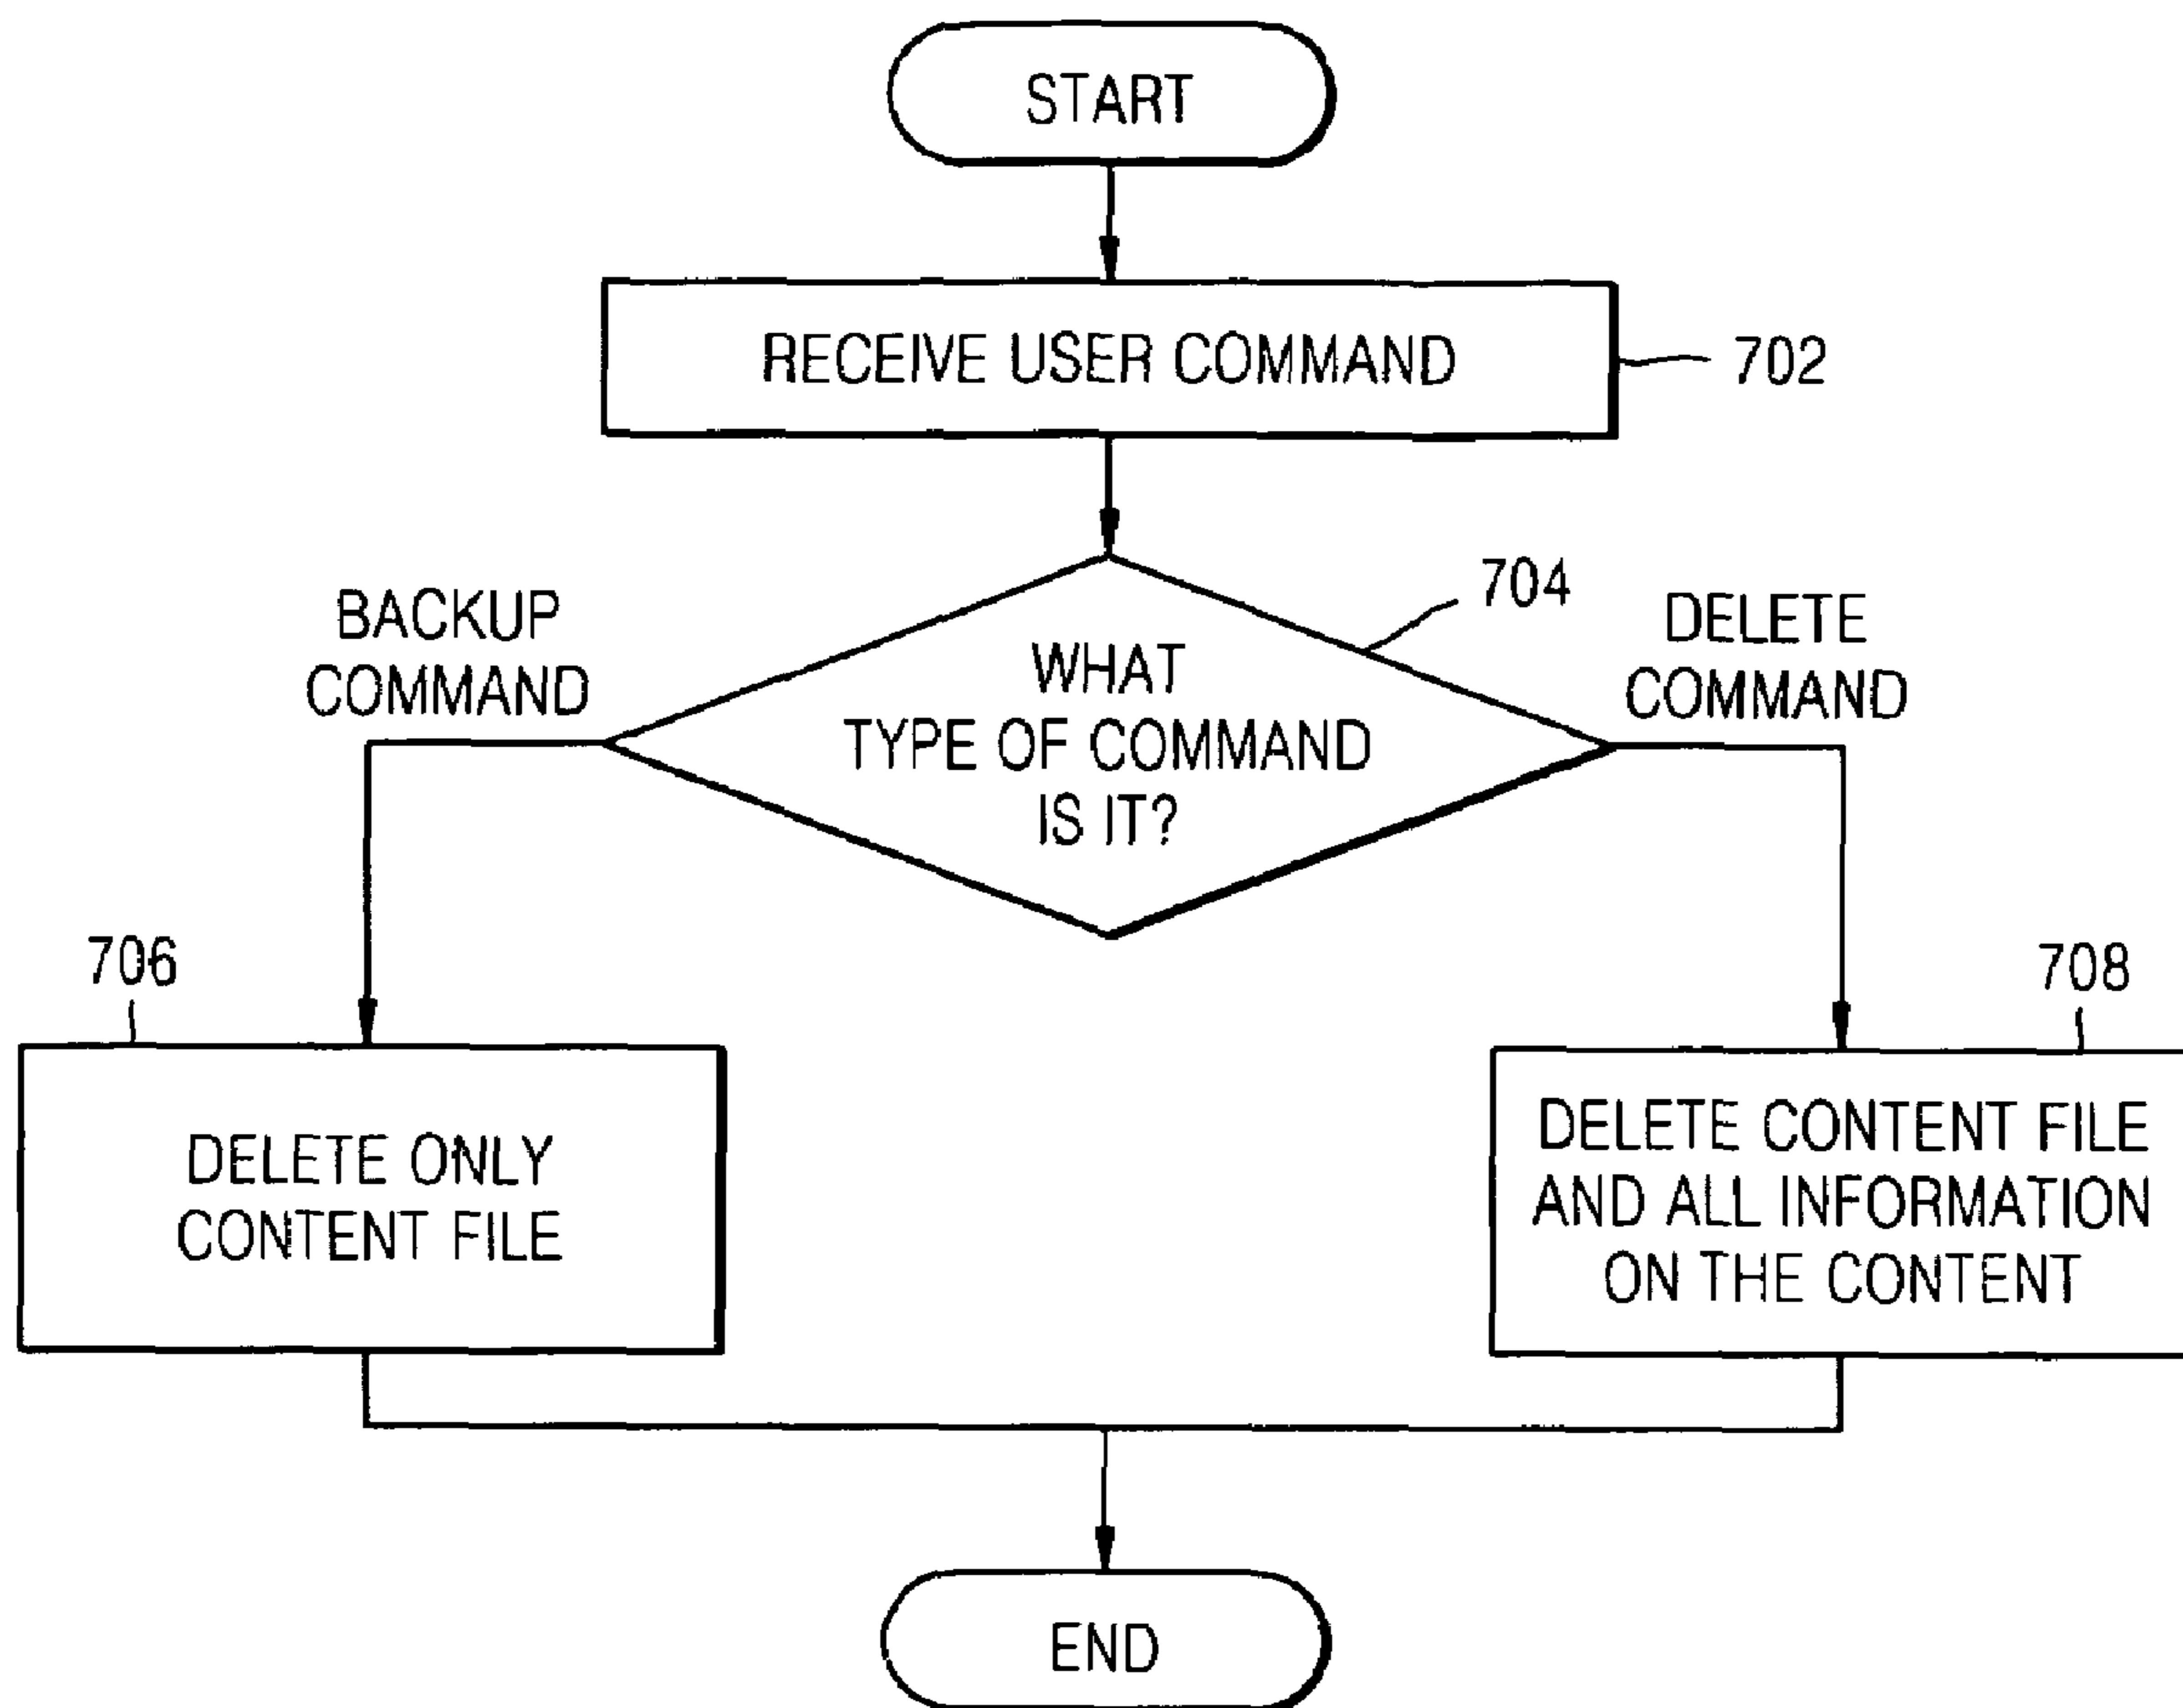 START
RECEIVE USER COMMAND
702
BACKUP
COMMAND
704
DELETE
COMMAND
WHAT
TYPE OF COMMAND
IS IT?
706
DELETE ONLY
CONTENT FILE
708
DELETE CONTENT FILE
AND ALL INFORMATION
ON THE CONTENT
END